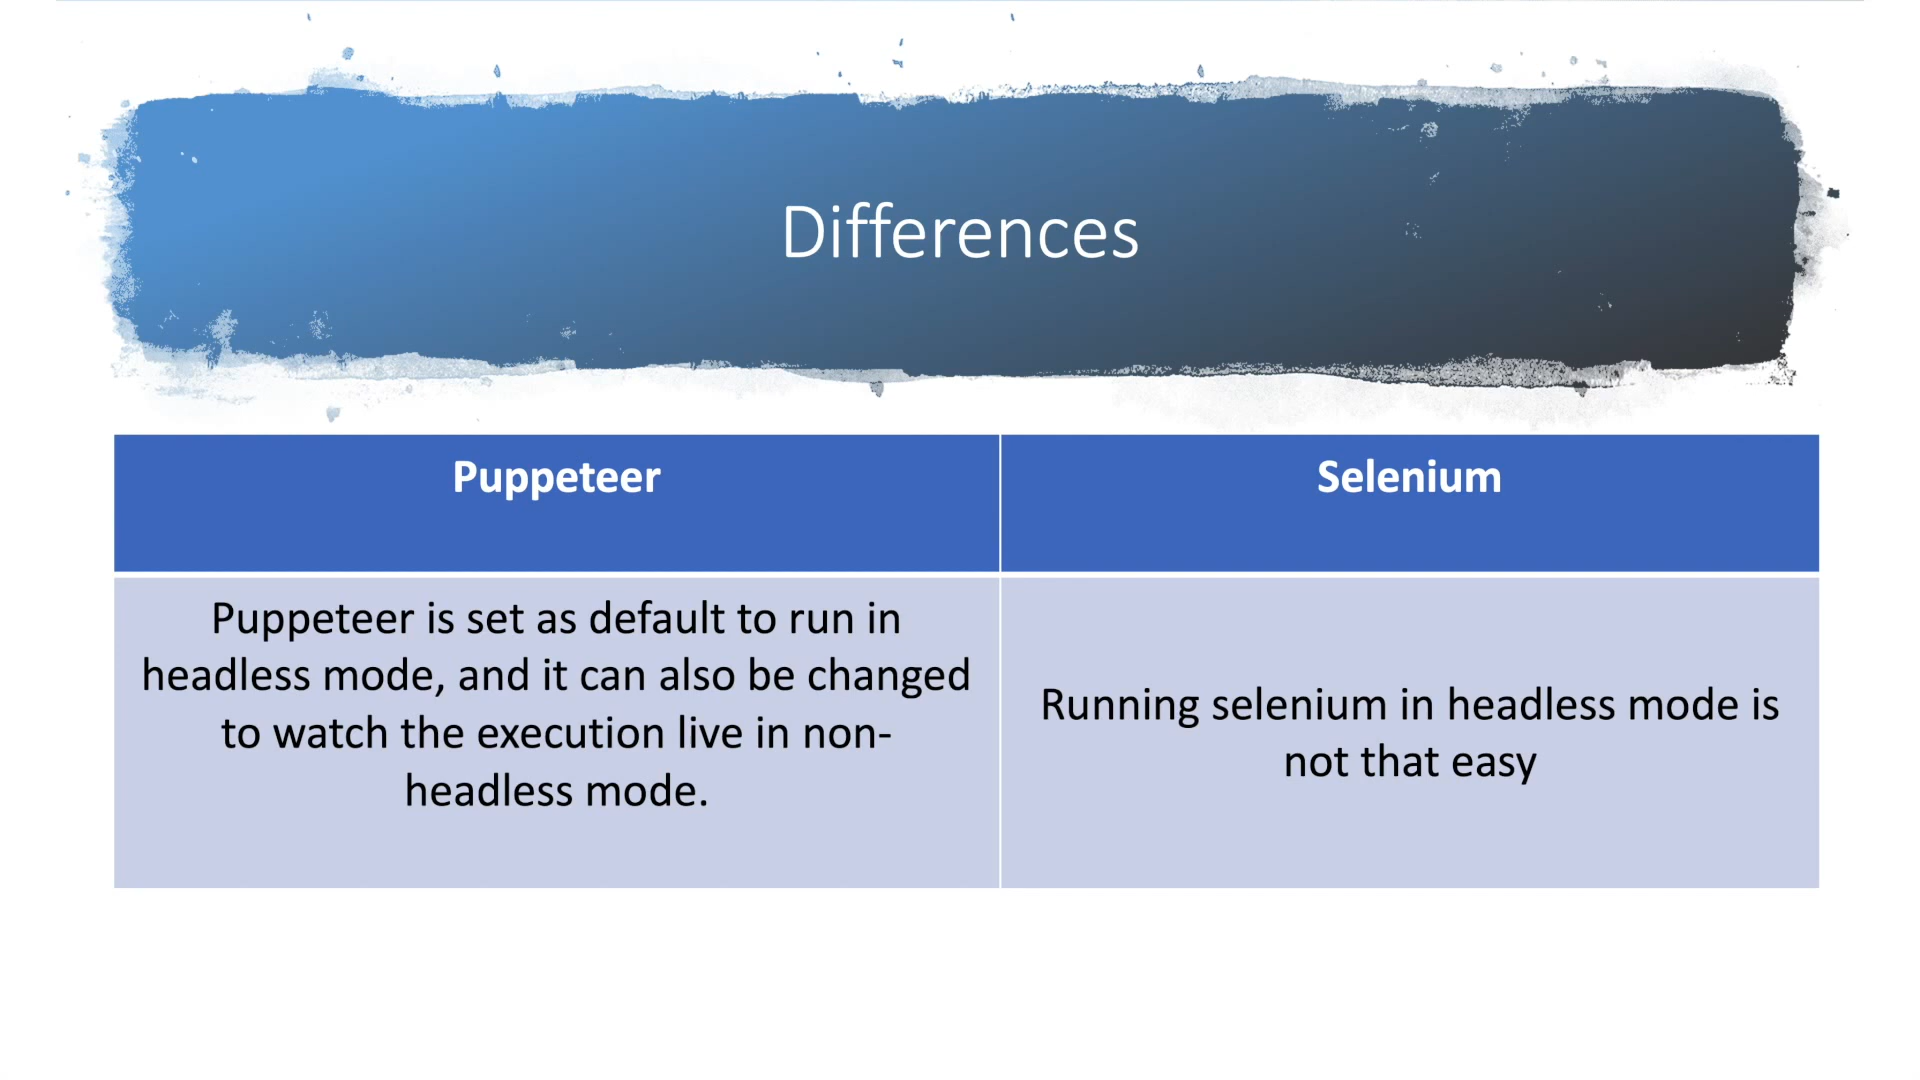 Differences
Puppeteer
Selenium
Puppeteer is set as default to run in
headless mode, and it can also be changed
to watch the execution live in non-
headless mode.
Running selenium in headless mode is
not that easy